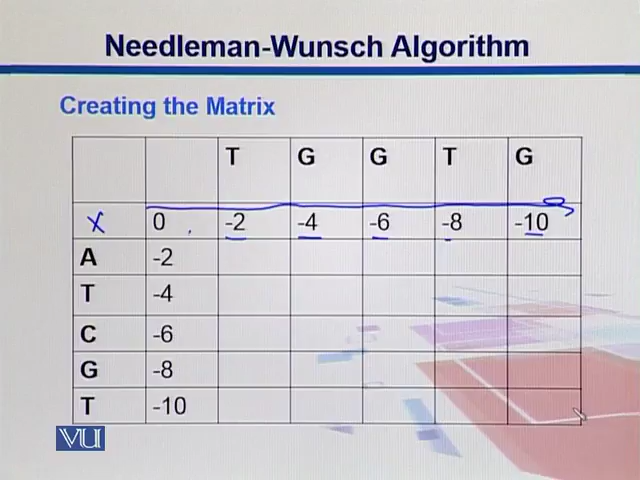 Needleman-Wunsch Algorithm
Creating the Matrix
T G G T G
X 0 -2 -4 -6 -8 -10
A -2
T -4
C -6
G -8
T -10
VU